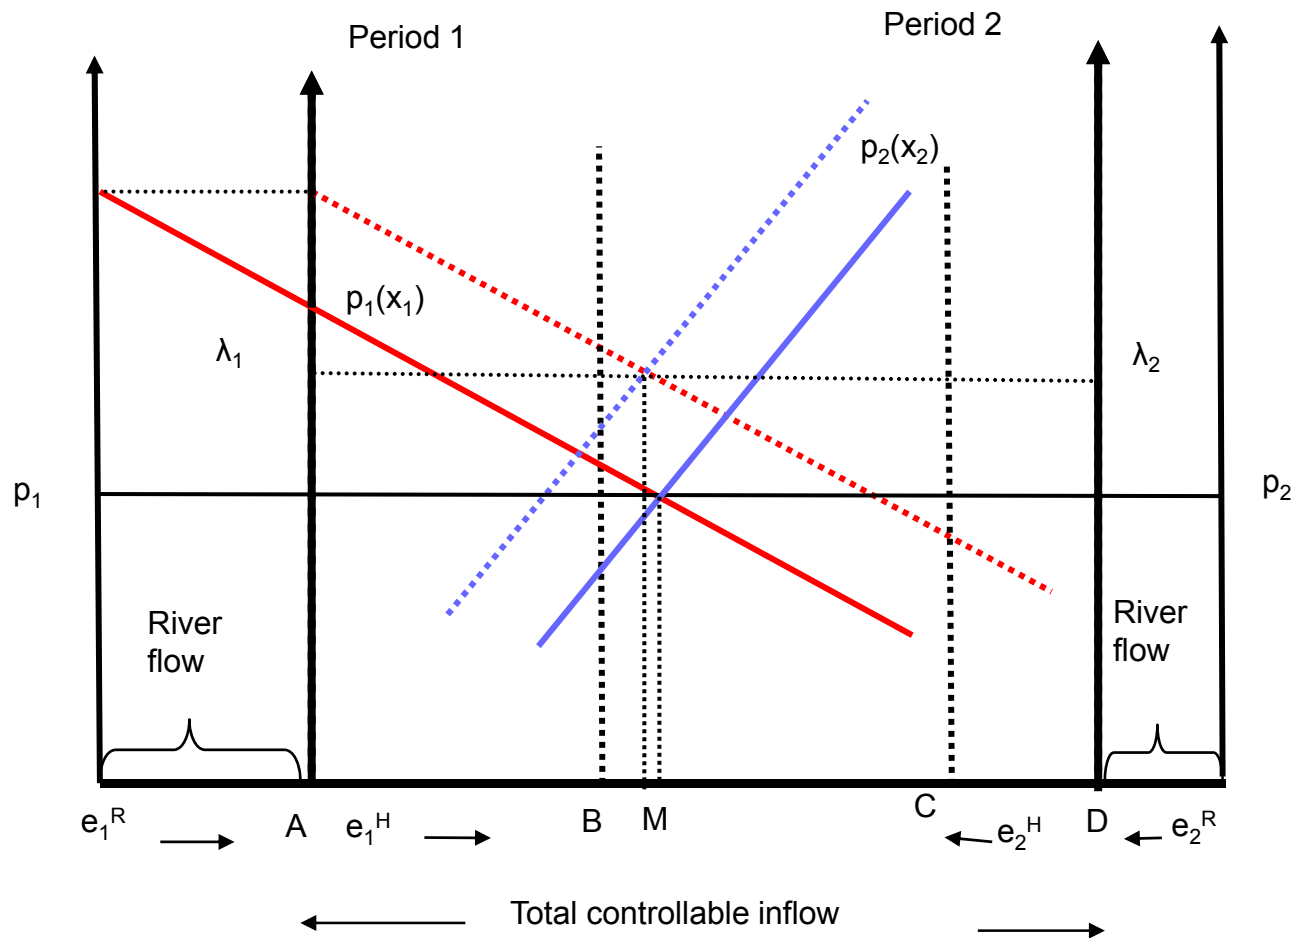 Period 1
Period 2
p₂(x₂)
p₁(x₁)
λ₁
λ₂
p₁
p₂
River
flow
River
flow
e₁ᴿ
A
e₁ᴴ
B
M
C
e₂ᴴ
D
e₂ᴿ
Total controllable inflow